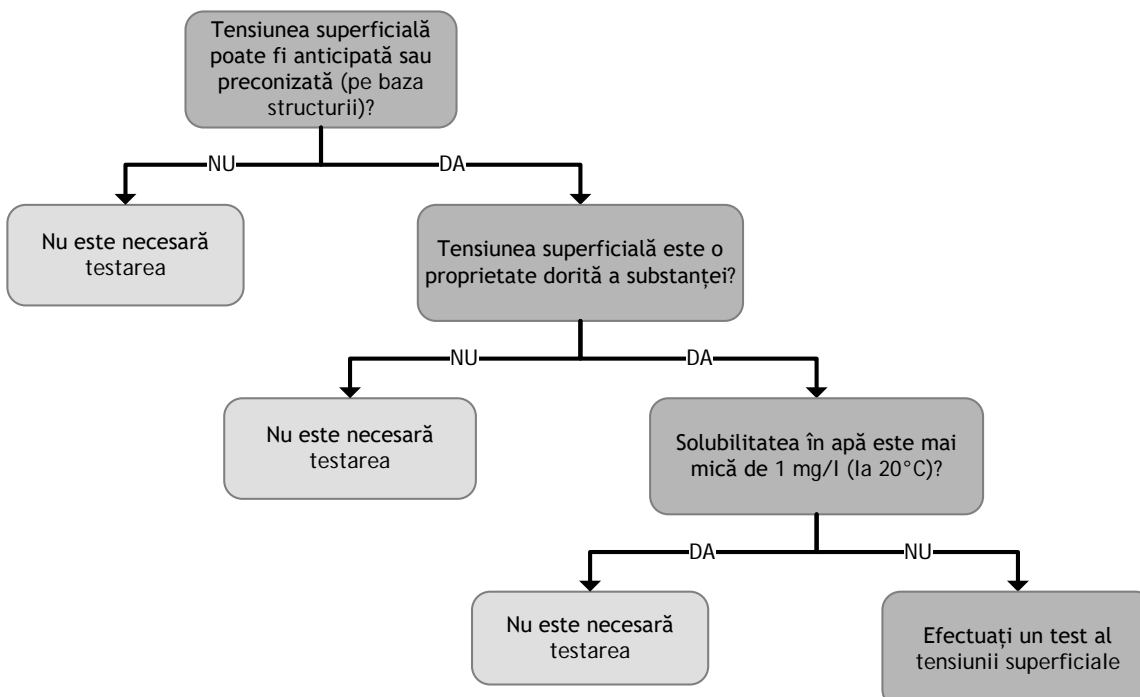 Tensiunea superficială
poate fi anticipată sau
preconizată (pe baza
structurii)?
NU
DA
Nu este necesară
testarea
Tensiunea superficială este o
proprietate dorită a substanței?
NU
DA
Nu este necesară
testarea
Solubilitatea în apă este mai
mică de 1 mg/l (la 20°C)?
DA
NU
Nu este necesară
testarea
Efectuați un test al
tensiunii superficiale